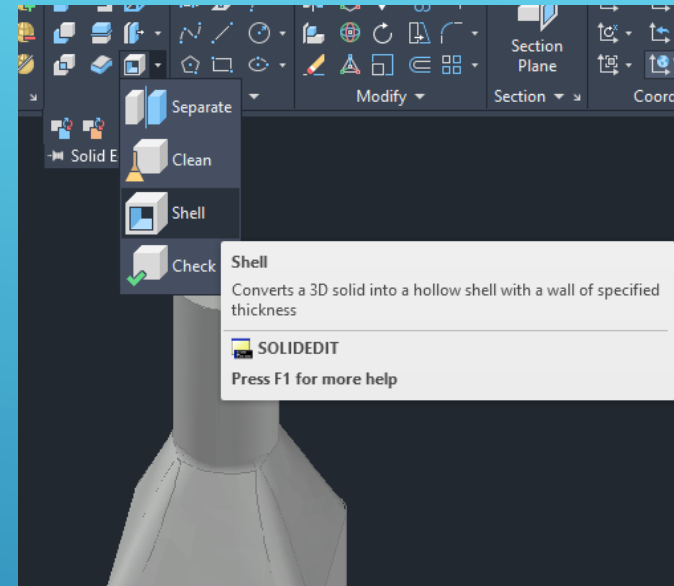 Section
Plane
Modify
Section
Coord
Solid E
Separate
Clean
Shell
Check
Shell
Converts a 3D solid into a hollow shell with a wall of specified
thickness
SOLIDEDIT
Press F1 for more help